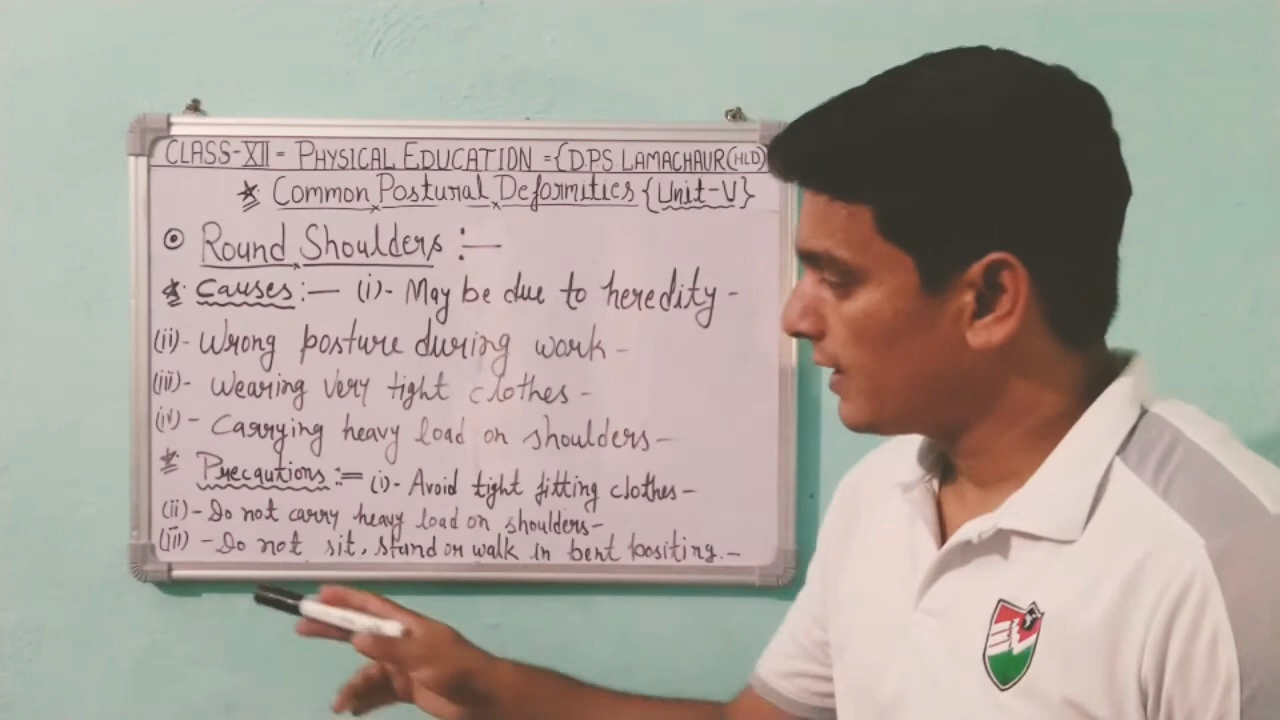 CLASS-XII - PHYSICAL EDUCATION = {D.P.S. LAMACHAUR(HLD)
* Common Postural Deformities {Unit-V}
⊙ Round Shoulders :—
* Causes :— (i)- May be due to heredity -
(ii)- Wrong posture during work -
(iii)- Wearing very tight clothes -
(iv)- Carrying heavy load on shoulders -
* Precautions := (i)- Avoid tight fitting clothes -
(ii)- Do not carry heavy load on shoulders -
(iii)- Do not sit, stand or walk in bent positing. -